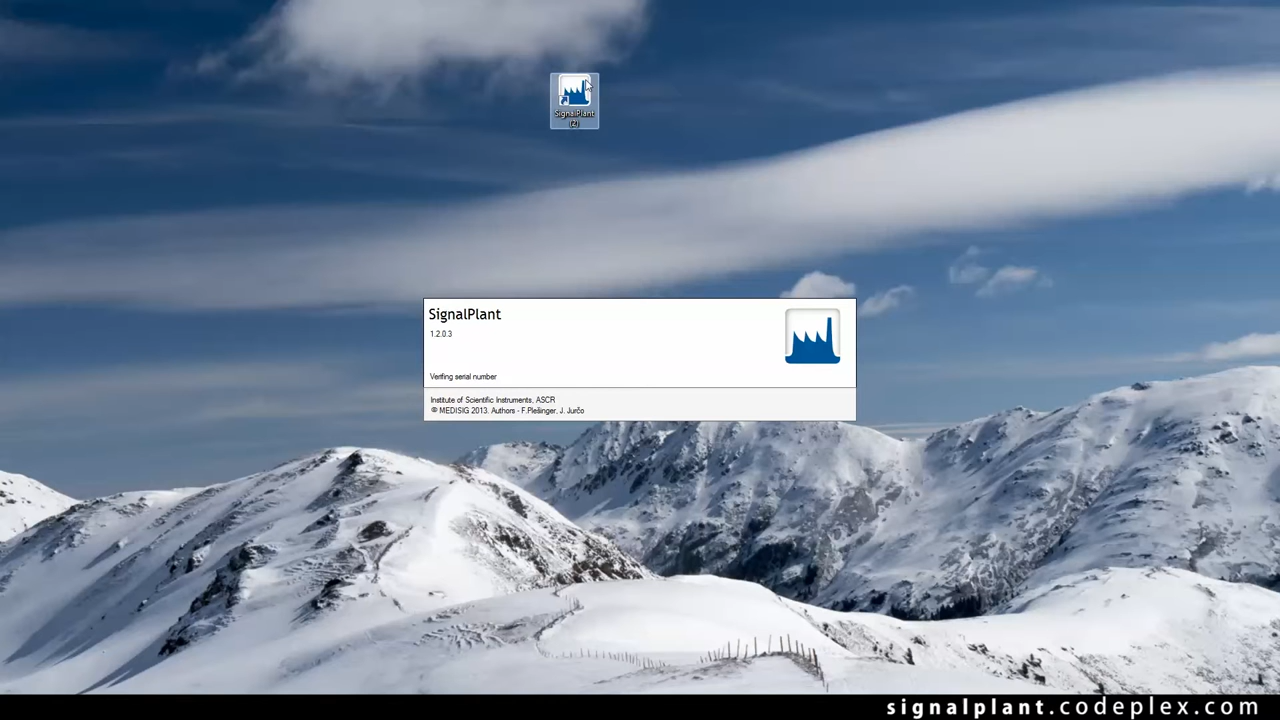 SignalPlant
(2)
SignalPlant
1.2.0.3
Verifing serial number
Institute of Scientific Instruments, ASCR
© MEDISIG 2013. Authors - F.Plešinger, J. Jurčo
signalplant.codeplex.com